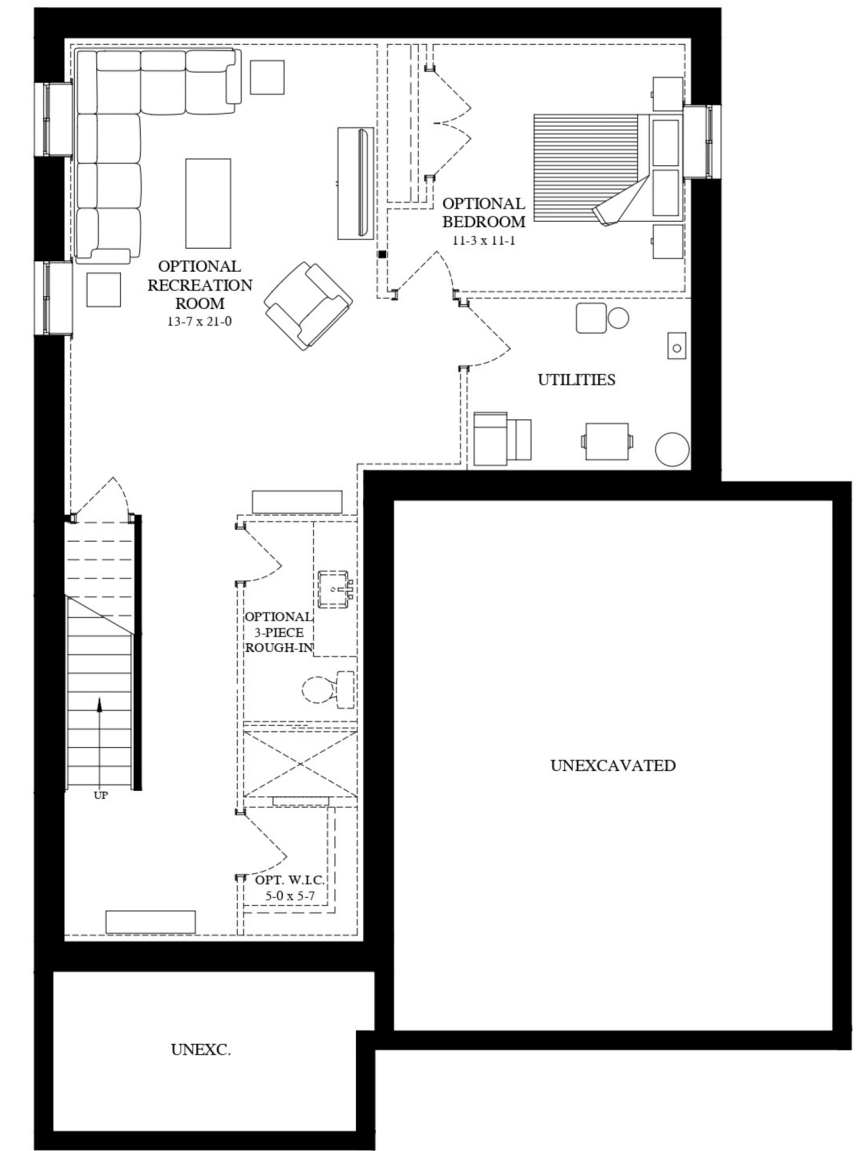 OPTIONAL
BEDROOM
11-3 x 11-1
OPTIONAL
RECREATION
ROOM
13-7 x 21-0
UTILITIES
OPTIONAL
3-PIECE
ROUGH-IN
UNEXCAVATED
UP
OPT. W.I.C.
5-0 x 5-7
UNEXC.